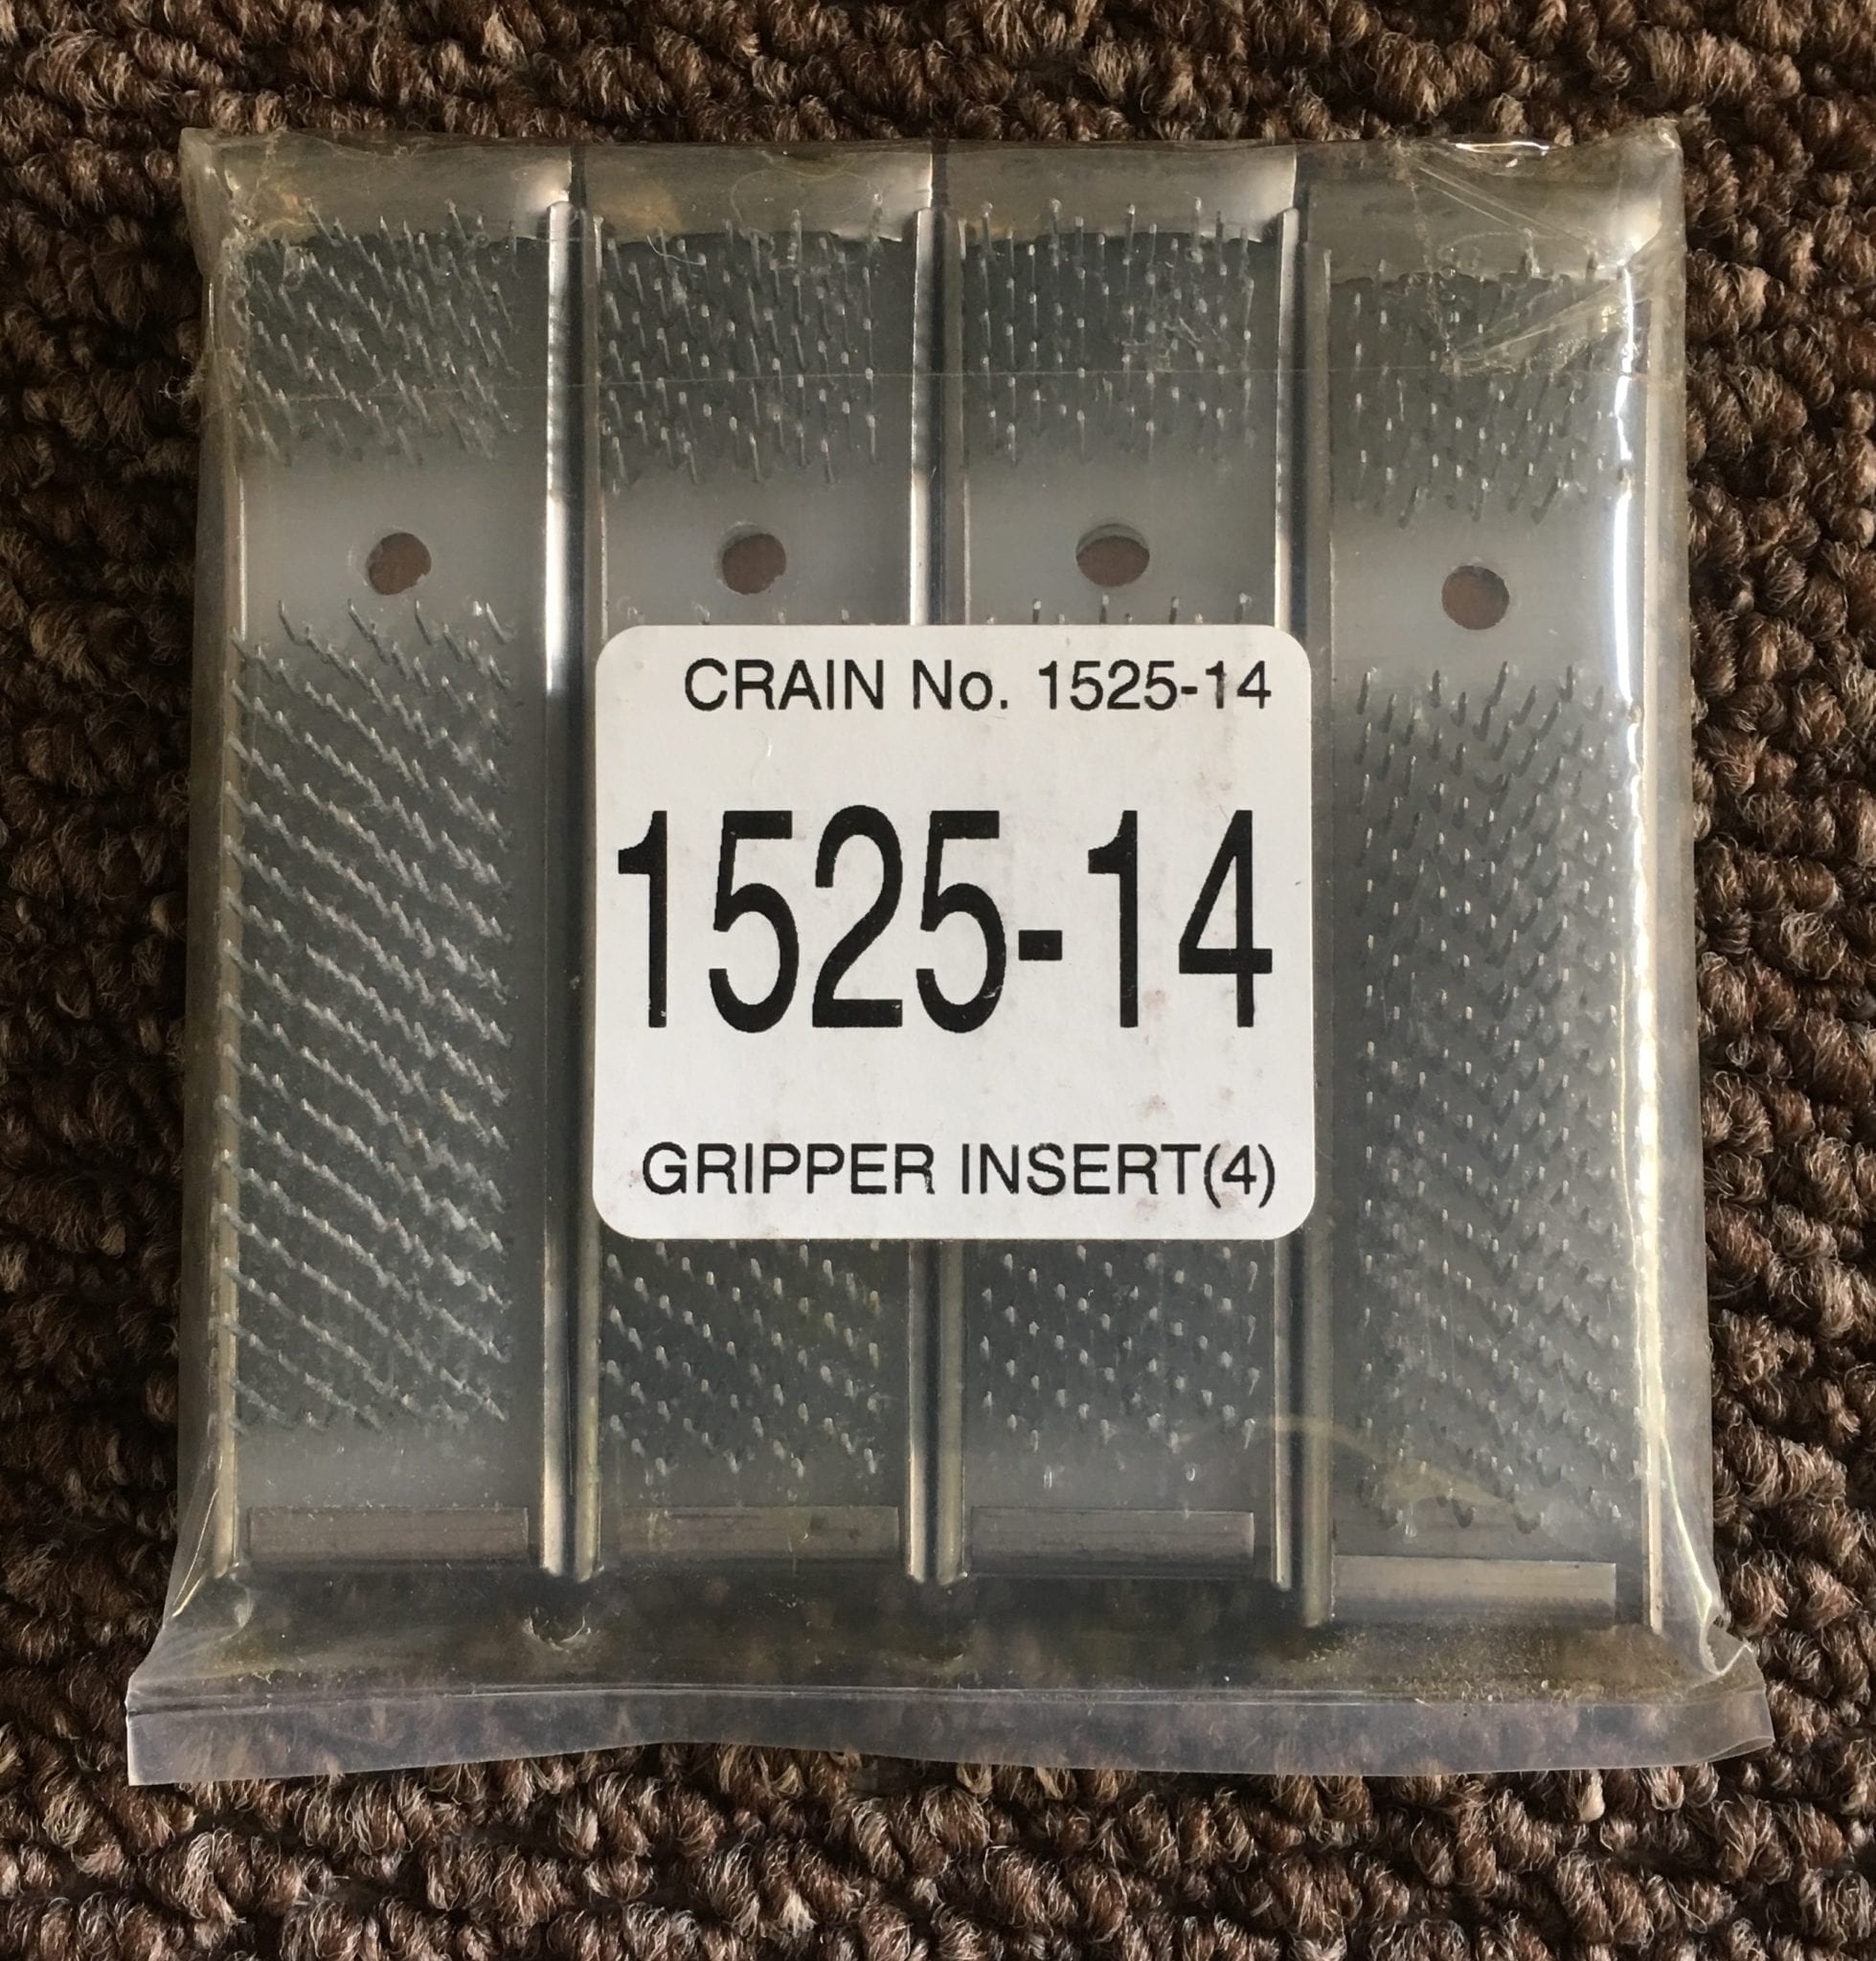 CRAIN No. 1525-14
1525-14
GRIPPER INSERT(4)